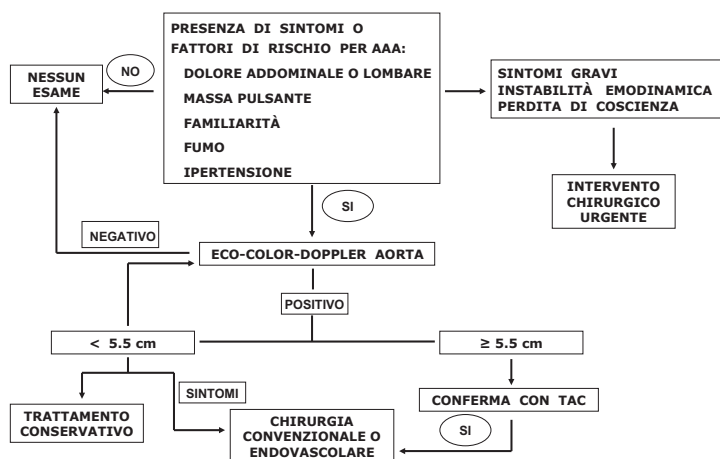 PRESENZA DI SINTOMI O
FATTORI DI RISCHIO PER AAA:
DOLORE ADDOMINALE O LOMBARE
MASSA PULSANTE
FAMILIARITÀ
FUMO
IPERTENSIONE
NO
NESSUN
ESAME
SINTOMI GRAVI
INSTABILITÀ EMODINAMICA
PERDITA DI COSCIENZA
INTERVENTO
CHIRURGICO
URGENTE
SI
NEGATIVO
ECO-COLOR-DOPPLER AORTA
POSITIVO
< 5.5 cm
≥ 5.5 cm
SINTOMI
TRATTAMENTO
CONSERVATIVO
CONFERMA CON TAC
SI
CHIRURGIA
CONVENZIONALE O
ENDOVASCOLARE